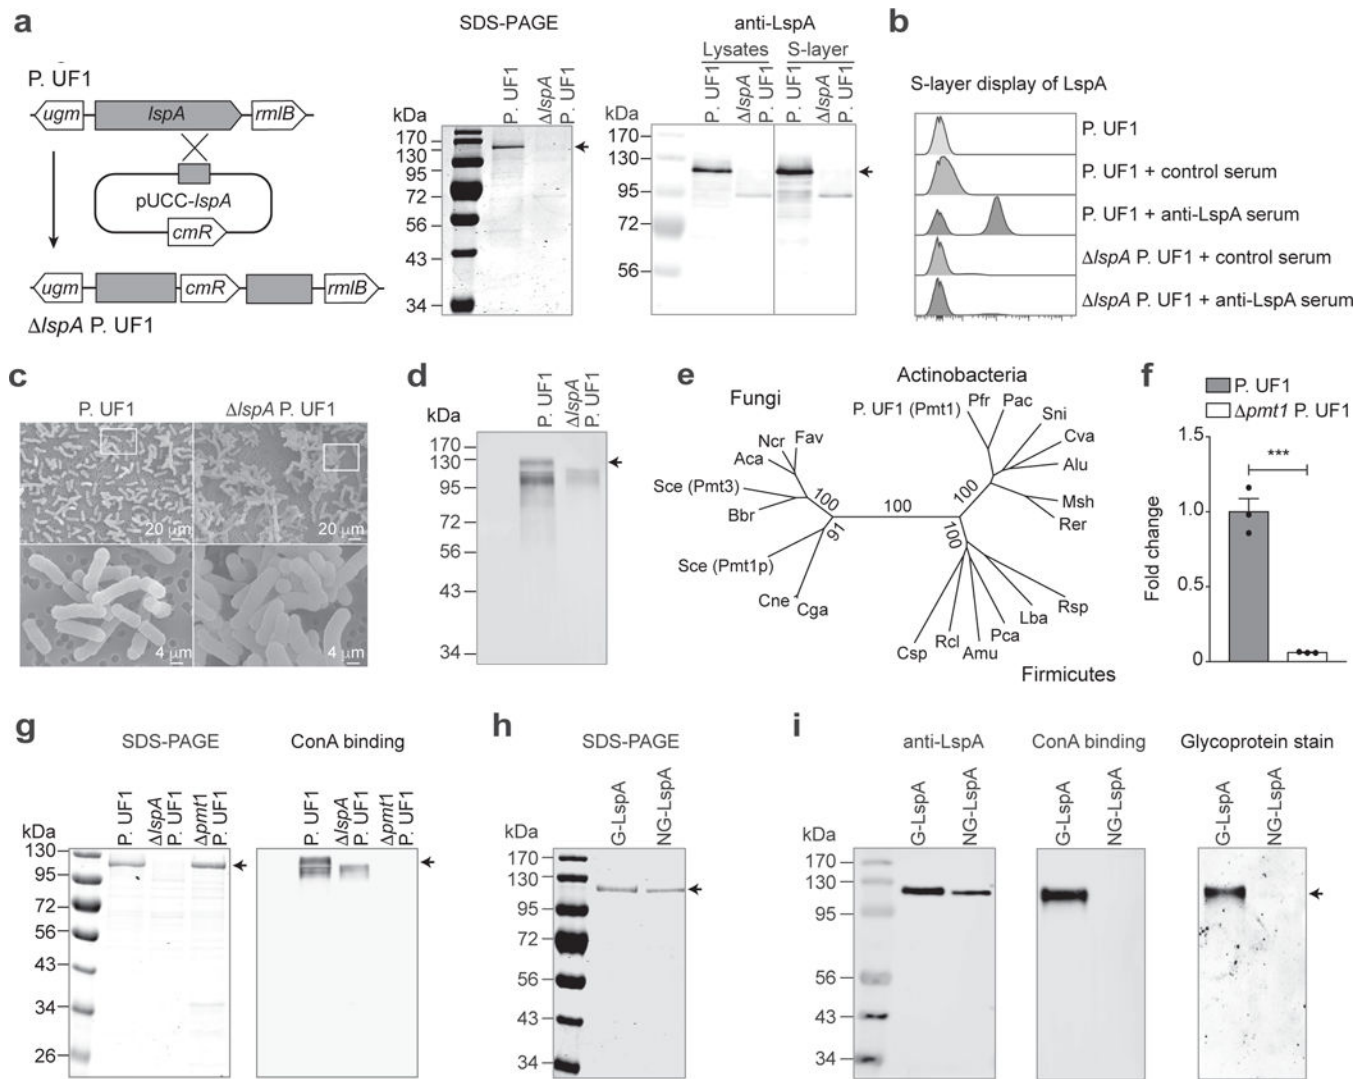 a
P. UF1
ugm
lspA
rmlB
pUCC-lspA
cmR
ugm
cmR
rmlB
ΔlspA P. UF1
SDS-PAGE
kDa
P. UF1
ΔlspA
P. UF1
170
130
95
72
56
43
34
anti-LspA
Lysates
S-layer
kDa
P. UF1
ΔlspA
P. UF1
P. UF1
ΔlspA
P. UF1
170
130
95
72
56
b
S-layer display of LspA
P. UF1
P. UF1 + control serum
P. UF1 + anti-LspA serum
ΔlspA P. UF1 + control serum
ΔlspA P. UF1 + anti-LspA serum
c
P. UF1
ΔlspA P. UF1
20 μm
20 μm
4 μm
4 μm
d
kDa
P. UF1
ΔlspA
P. UF1
170
130
95
72
56
43
34
e
Fungi
Actinobacteria
Firmicutes
Ncr
Fav
Aca
Sce (Pmt3)
Bbr
Sce (Pmt1p)
Cne
Cga
P. UF1 (Pmt1)
Pfr
Pac
Sni
Cva
Alu
Msh
Rer
Rsp
Lba
Pca
Amu
Rcl
Csp
100
91
100
100
100
f
P. UF1
Δpmt1 P. UF1
Fold change
1.5
1.0
0
***
g
SDS-PAGE
kDa
P. UF1
ΔlspA
P. UF1
Δpmt1
P. UF1
130
95
72
56
43
34
26
ConA binding
P. UF1
ΔlspA
P. UF1
Δpmt1
P. UF1
h
SDS-PAGE
kDa
G-LspA
NG-LspA
170
130
95
72
56
43
34
i
anti-LspA
kDa
G-LspA
NG-LspA
170
130
95
56
43
34
ConA binding
G-LspA
NG-LspA
Glycoprotein stain
G-LspA
NG-LspA